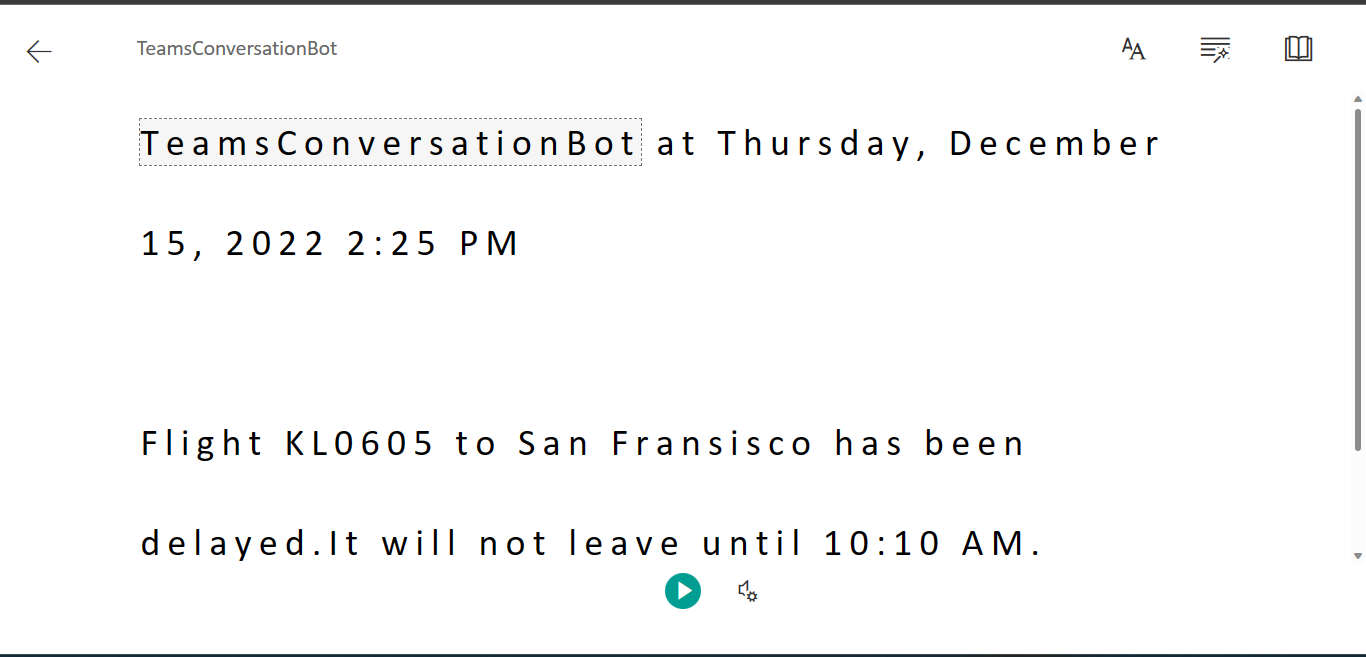 TeamsConversationBot
TeamsConversationBot at Thursday, December
15, 2022 2:25 PM
Flight KL0605 to San Fransisco has been
delayed.It will not leave until 10:10 AM.